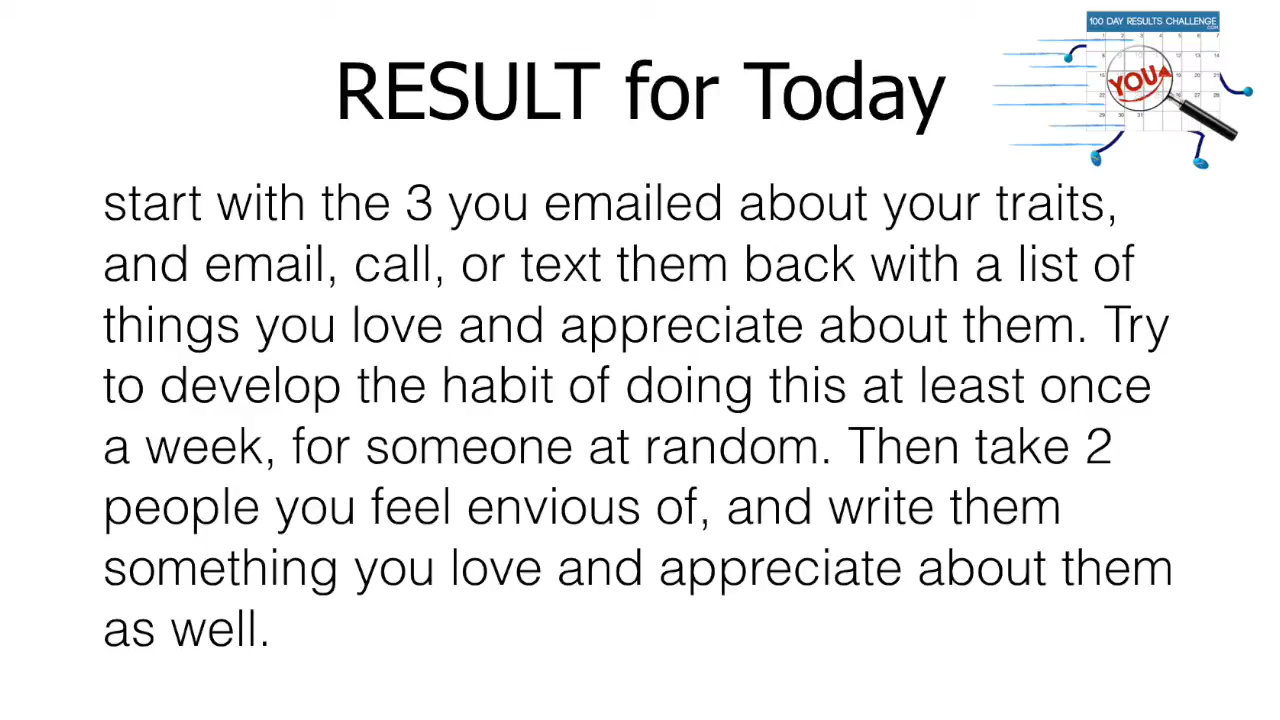 100 DAY RESULTS CHALLENGE
.COM
YOU
RESULT for Today
start with the 3 you emailed about your traits,
and email, call, or text them back with a list of
things you love and appreciate about them. Try
to develop the habit of doing this at least once
a week, for someone at random. Then take 2
people you feel envious of, and write them
something you love and appreciate about them
as well.